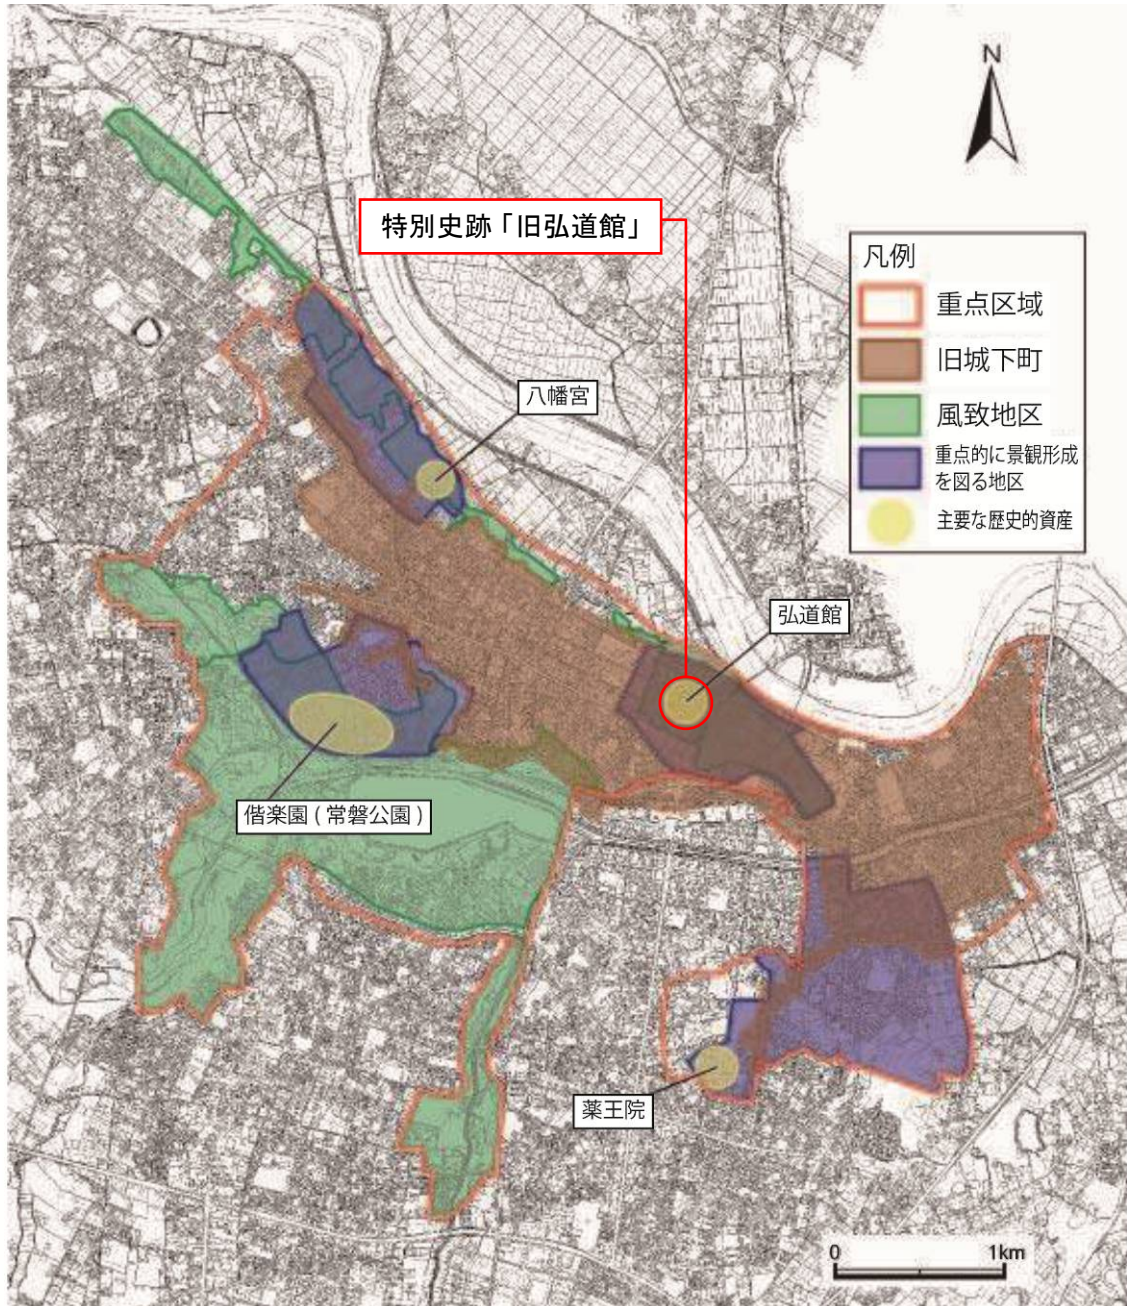 N
特別史跡「旧弘道館」
凡例
重点区域
旧城下町
風致地区
重点的に景観形成
を図る地区
主要な歴史的資産
八幡宮
弘道館
偕楽園(常磐公園)
薬王院
0 1km